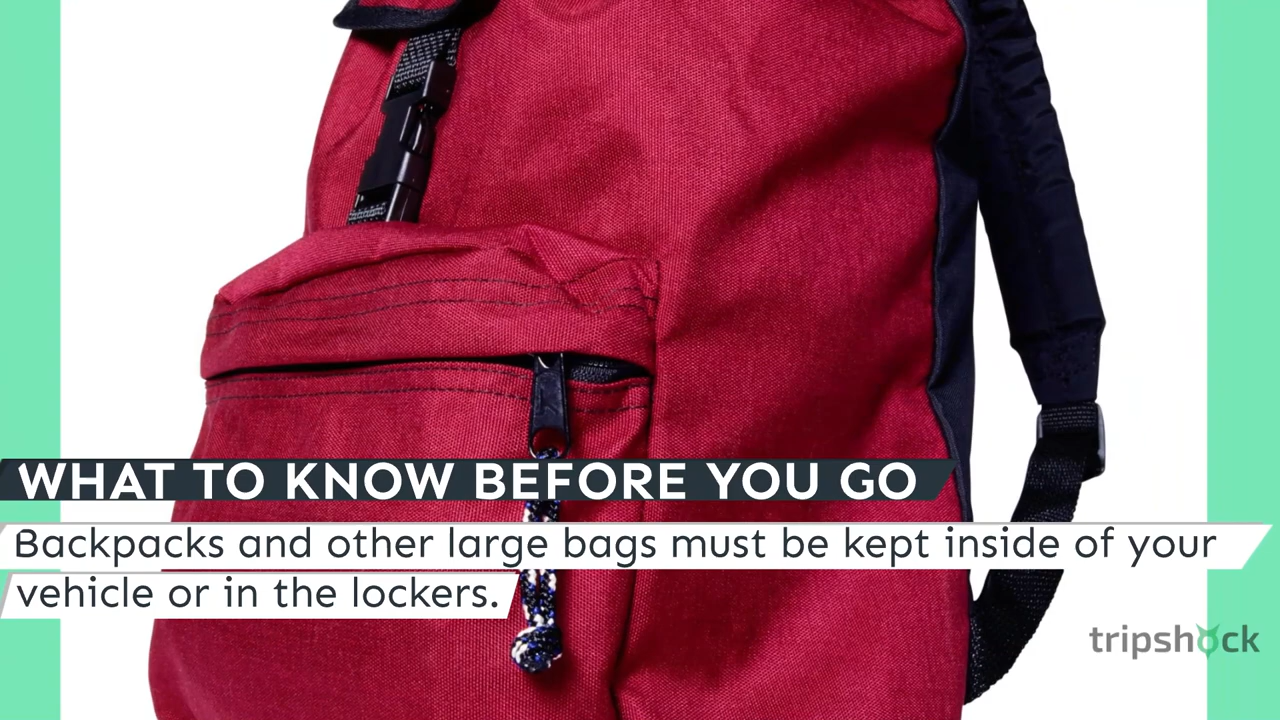 WHAT TO KNOW BEFORE YOU GO
Backpacks and other large bags must be kept inside of your
vehicle or in the lockers.
tripshock